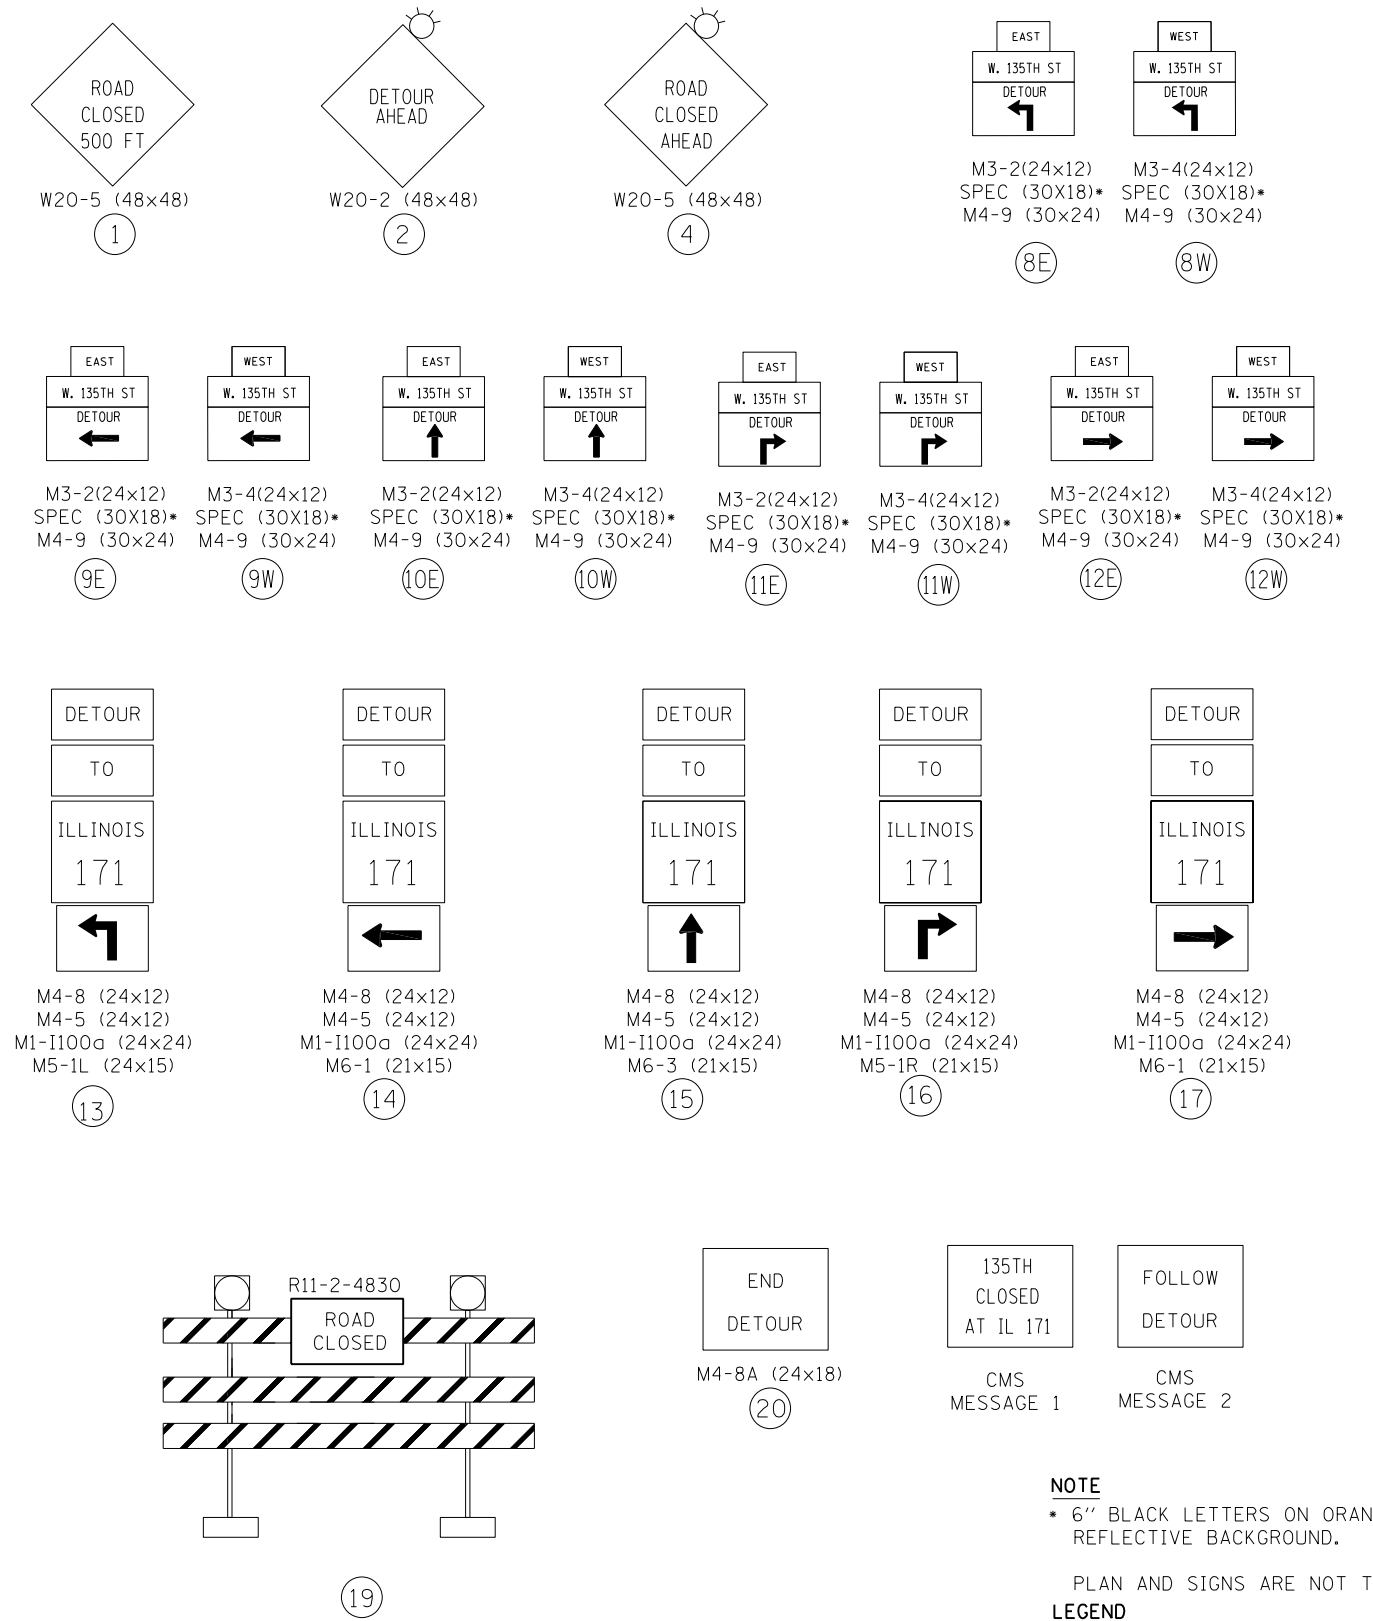 ROAD
CLOSED
500 FT
W20-5 (48x48)
1
DETOUR
AHEAD
W20-2 (48x48)
2
ROAD
CLOSED
AHEAD
W20-5 (48x48)
4
EAST
W. 135TH ST
DETOUR
M3-2(24x12)
SPEC (30X18)*
M4-9 (30x24)
8E
WEST
W. 135TH ST
DETOUR
M3-4(24x12)
SPEC (30X18)*
M4-9 (30x24)
8W
EAST
W. 135TH ST
DETOUR
M3-2(24x12)
SPEC (30X18)*
M4-9 (30x24)
9E
WEST
W. 135TH ST
DETOUR
M3-4(24x12)
SPEC (30X18)*
M4-9 (30x24)
9W
EAST
W. 135TH ST
DETOUR
M3-2(24x12)
SPEC (30X18)*
M4-9 (30x24)
10E
WEST
W. 135TH ST
DETOUR
M3-4(24x12)
SPEC (30X18)*
M4-9 (30x24)
10W
EAST
W. 135TH ST
DETOUR
M3-2(24x12)
SPEC (30X18)*
M4-9 (30x24)
11E
WEST
W. 135TH ST
DETOUR
M3-4(24x12)
SPEC (30X18)*
M4-9 (30x24)
11W
EAST
W. 135TH ST
DETOUR
M3-2(24x12)
SPEC (30X18)*
M4-9 (30x24)
12E
WEST
W. 135TH ST
DETOUR
M3-4(24x12)
SPEC (30X18)*
M4-9 (30x24)
12W
DETOUR
TO
ILLINOIS
171
M4-8 (24x12)
M4-5 (24x12)
M1-I100a (24x24)
M5-1L (24x15)
13
DETOUR
TO
ILLINOIS
171
M4-8 (24x12)
M4-5 (24x12)
M1-I100a (24x24)
M6-1 (21x15)
14
DETOUR
TO
ILLINOIS
171
M4-8 (24x12)
M4-5 (24x12)
M1-I100a (24x24)
M6-3 (21x15)
15
DETOUR
TO
ILLINOIS
171
M4-8 (24x12)
M4-5 (24x12)
M1-I100a (24x24)
M5-1R (21x15)
16
DETOUR
TO
ILLINOIS
171
M4-8 (24x12)
M4-5 (24x12)
M1-I100a (24x24)
M6-1 (21x15)
17
R11-2-4830
ROAD
CLOSED
19
END
DETOUR
M4-8A (24x18)
20
135TH
CLOSED
AT IL 171
CMS
MESSAGE 1
FOLLOW
DETOUR
CMS
MESSAGE 2
NOTE
* 6" BLACK LETTERS ON ORAN
REFLECTIVE BACKGROUND.
PLAN AND SIGNS ARE NOT T
LEGEND